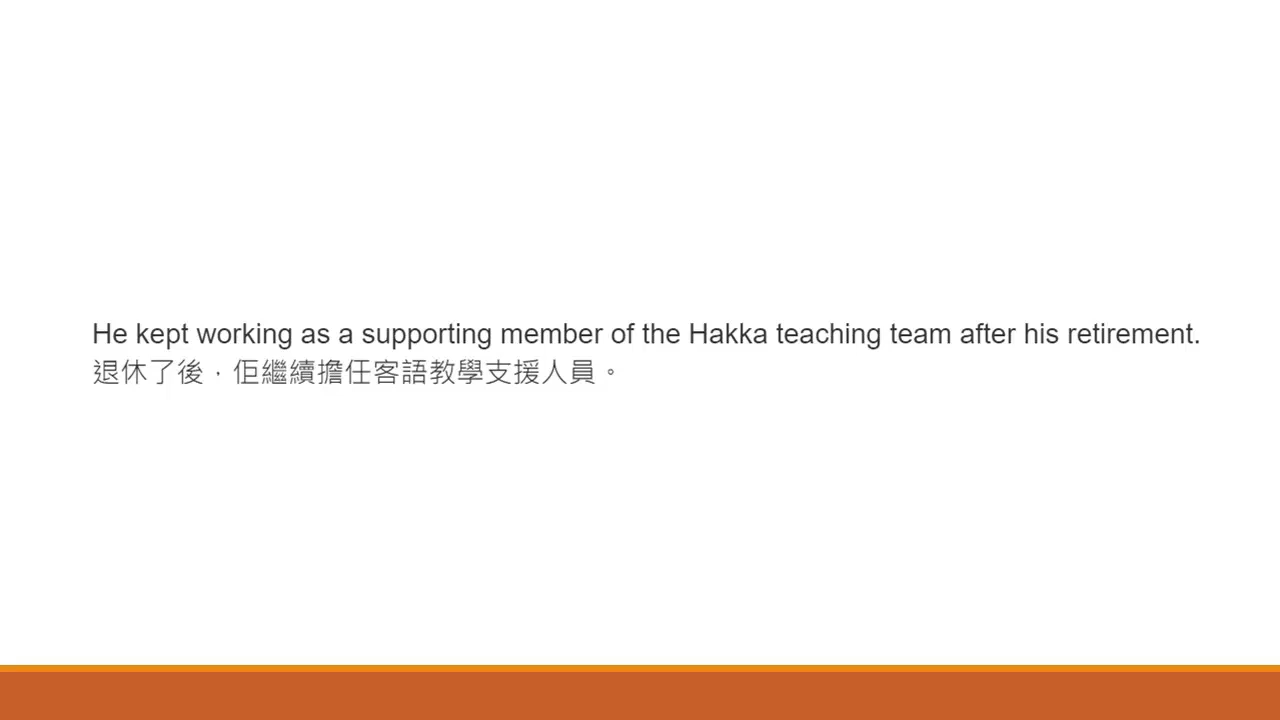 He kept working as a supporting member of the Hakka teaching team after his retirement.
退休了後，佢繼續擔任客語教學支援人員。